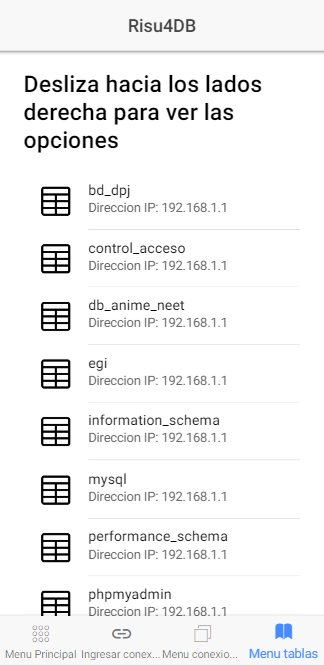 Risu4DB
Desliza hacia los lados
derecha para ver las
opciones
bd_dpj
Direccion IP: 192.168.1.1
control_acceso
Direccion IP: 192.168.1.1
db_anime_neet
Direccion IP: 192.168.1.1
egi
Direccion IP: 192.168.1.1
information_schema
Direccion IP: 192.168.1.1
mysql
Direccion IP: 192.168.1.1
performance_schema
Direccion IP: 192.168.1.1
phpmyadmin
Direccion IP: 192.168.1.1
Menu Principal Ingresar conex... Menu conexio... Menu tablas